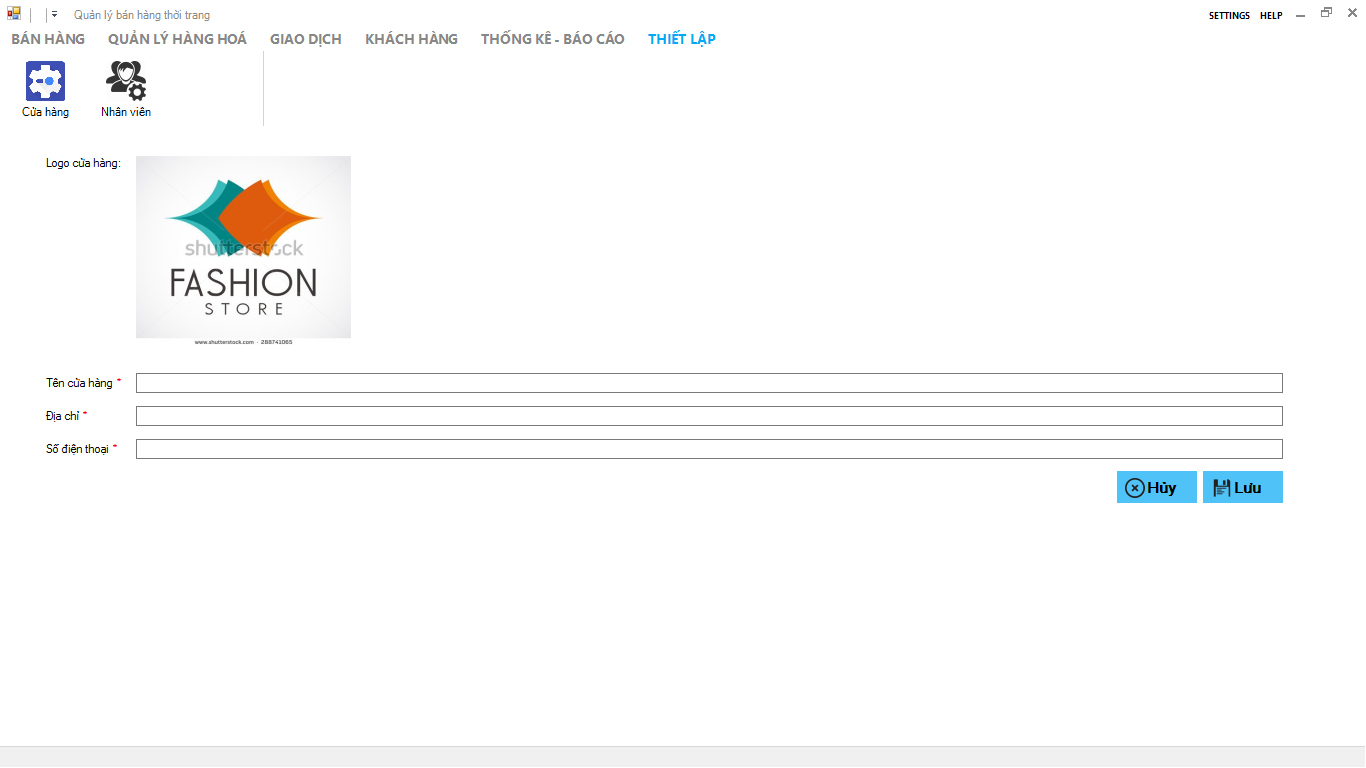 Quản lý bán hàng thời trang
SETTINGS HELP
BÁN HÀNG QUẢN LÝ HÀNG HOÁ GIAO DỊCH KHÁCH HÀNG THỐNG KÊ - BÁO CÁO THIẾT LẬP
Cửa hàng Nhân viên
Logo cửa hàng:
shutterstock
FASHION
STORE
www.shutterstock.com · 288741065
Tên cửa hàng *
Địa chỉ *
Số điện thoại *
Hủy Lưu